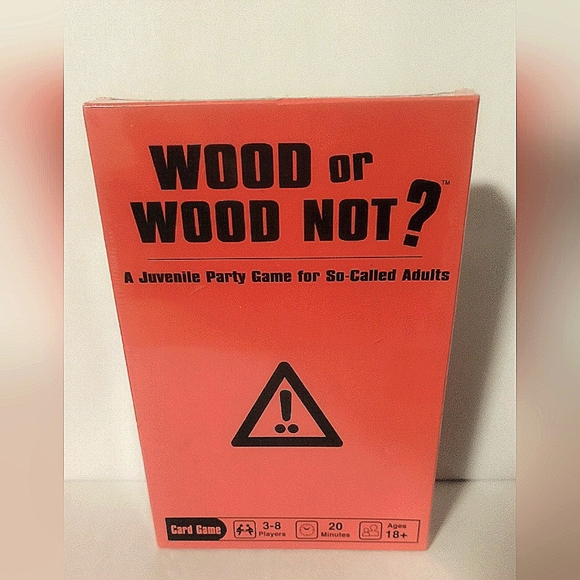 WOOD or
WOOD NOT?™
A Juvenile Party Game for So-Called Adults
Card Game
3-8
Players
20
Minutes
Ages
18+